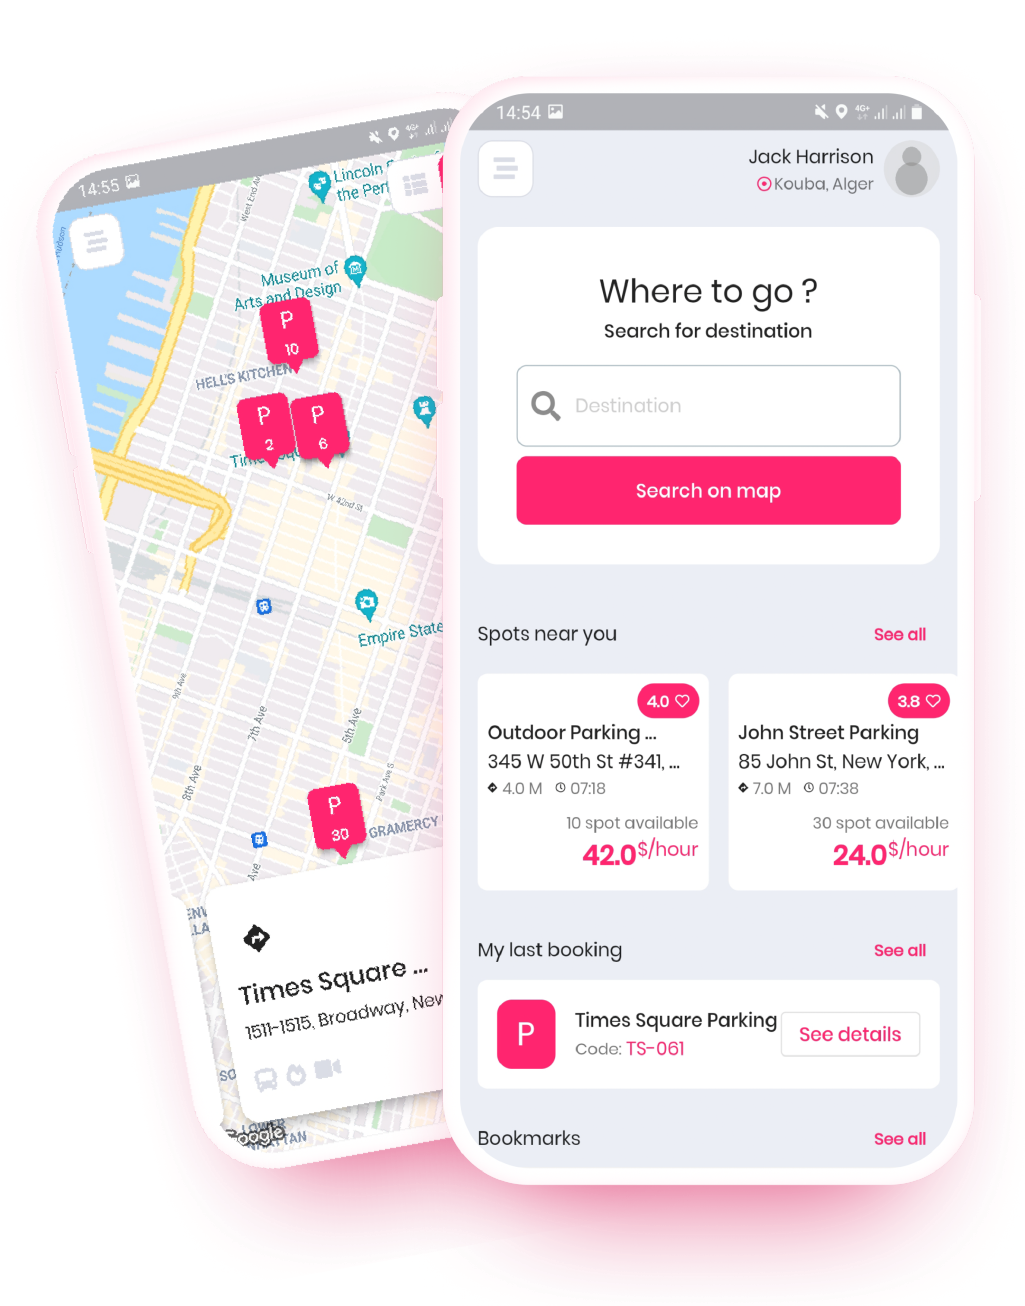 14:55
Hudson
West End Av
Lincoln
the Per
Museum of
Arts and Design
P
10
HELL'S KITCHEN
P
2
P
6
W 42nd St
Empire State
9th Ave
7th Ave
5th Ave
8th Ave
Park Ave S
P
30
GRAMERCY
Ave
Times Square ...
1511-1515, Broadway, New
SO
LOWER
Google
14:54
4G+
Jack Harrison
Kouba, Alger
Where to go ?
Search for destination
Destination
Search on map
Spots near you See all
4.0
Outdoor Parking ...
345 W 50th St #341, ...
4.0 M 07:18
10 spot available
42.0$/hour
3.8
John Street Parking
85 John St, New York, ...
7.0 M 07:38
30 spot available
24.0$/hour
My last booking See all
P
Times Square Parking
Code: TS-061
See details
Bookmarks See all